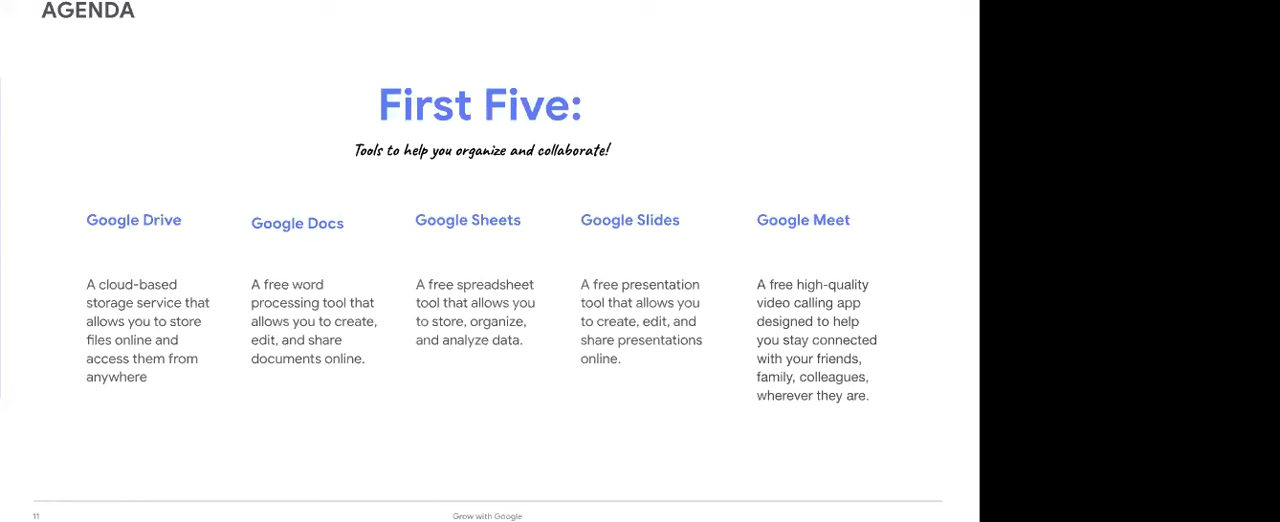 AGENDA
First Five:
Tools to help you organize and collaborate!
Google Drive
A cloud-based
storage service that
allows you to store
files online and
access them from
anywhere
Google Docs
A free word
processing tool that
allows you to create,
edit, and share
documents online.
Google Sheets
A free spreadsheet
tool that allows you
to store, organize,
and analyze data.
Google Slides
A free presentation
tool that allows you
to create, edit, and
share presentations
online.
Google Meet
A free high-quality
video calling app
designed to help
you stay connected
with your friends,
family, colleagues,
wherever they are.
11
Grow with Google